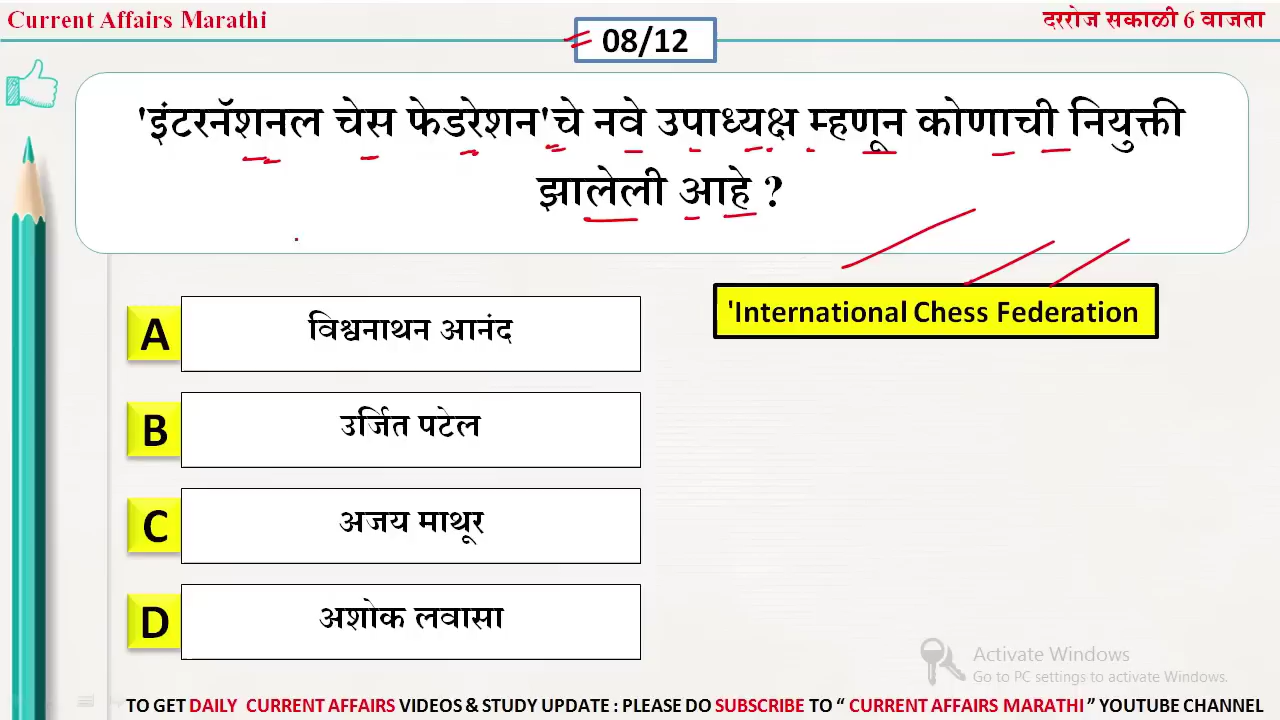 Current Affairs Marathi
दररोज सकाळी 6 वाजता
08/12
'इंटरनॅशनल चेस फेडरेशन'चे नवे उपाध्यक्ष म्हणून कोणाची नियुक्ती
झालेली आहे ?
'International Chess Federation
A विश्वनाथन आनंद
B उर्जित पटेल
C अजय माथूर
D अशोक लवासा
Activate Windows
Go to PC settings to activate Windows.
TO GET DAILY CURRENT AFFAIRS VIDEOS & STUDY UPDATE : PLEASE DO SUBSCRIBE TO “ CURRENT AFFAIRS MARATHI ” YOUTUBE CHANNEL